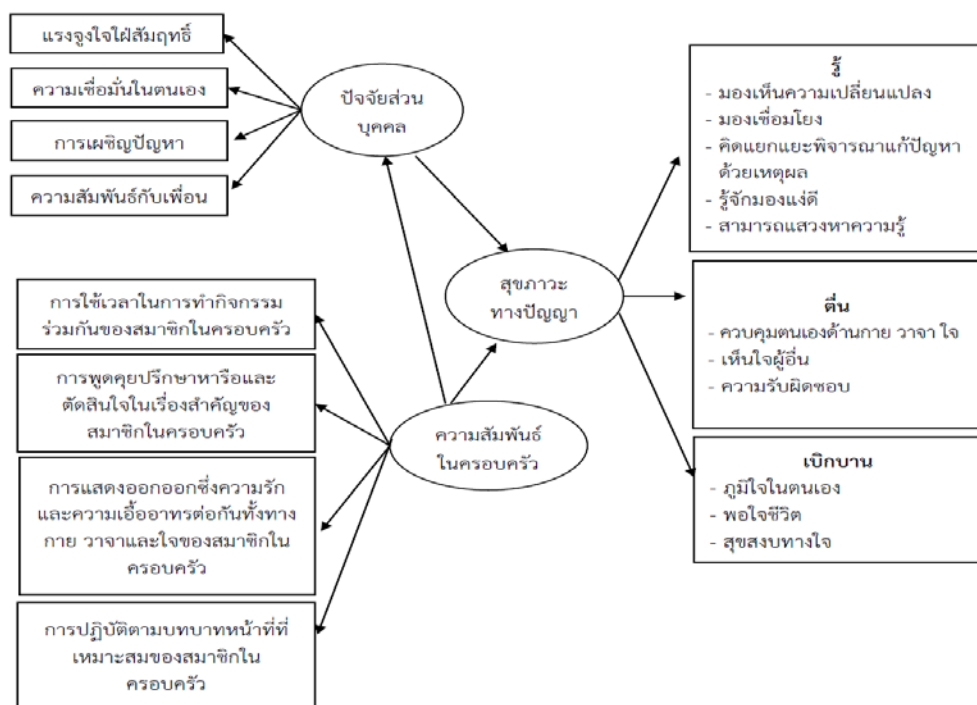 แรงจูงใจใฝ่สัมฤทธิ์
ความเชื่อมั่นในตนเอง
การเผชิญปัญหา
ความสัมพันธ์กับเพื่อน
ปัจจัยส่วน
บุคคล
การใช้เวลาในการทำกิจกรรม
ร่วมกันของสมาชิกในครอบครัว
การพูดคุยปรึกษาหารือและ
ตัดสินใจในเรื่องสำคัญของ
สมาชิกในครอบครัว
การแสดงออกออกซึ่งความรัก
และความเอื้ออาทรต่อกันทั้งทาง
กาย วาจาและใจของสมาชิกใน
ครอบครัว
การปฏิบัติตามบทบาทหน้าที่ที่
เหมาะสมของสมาชิกใน
ครอบครัว
ความสัมพันธ์
ในครอบครัว
สุขภาวะ
ทางปัญญา
รู้
- มองเห็นความเปลี่ยนแปลง
- มองเชื่อมโยง
- คิดแยกแยะพิจารณาแก้ปัญหา
ด้วยเหตุผล
- รู้จักมองแง่ดี
- สามารถแสวงหาความรู้
ตื่น
- ควบคุมตนเองด้านกาย วาจา ใจ
- เห็นใจผู้อื่น
- ความรับผิดชอบ
เบิกบาน
- ภูมิใจในตนเอง
- พอใจชีวิต
- สุขสงบทางใจ